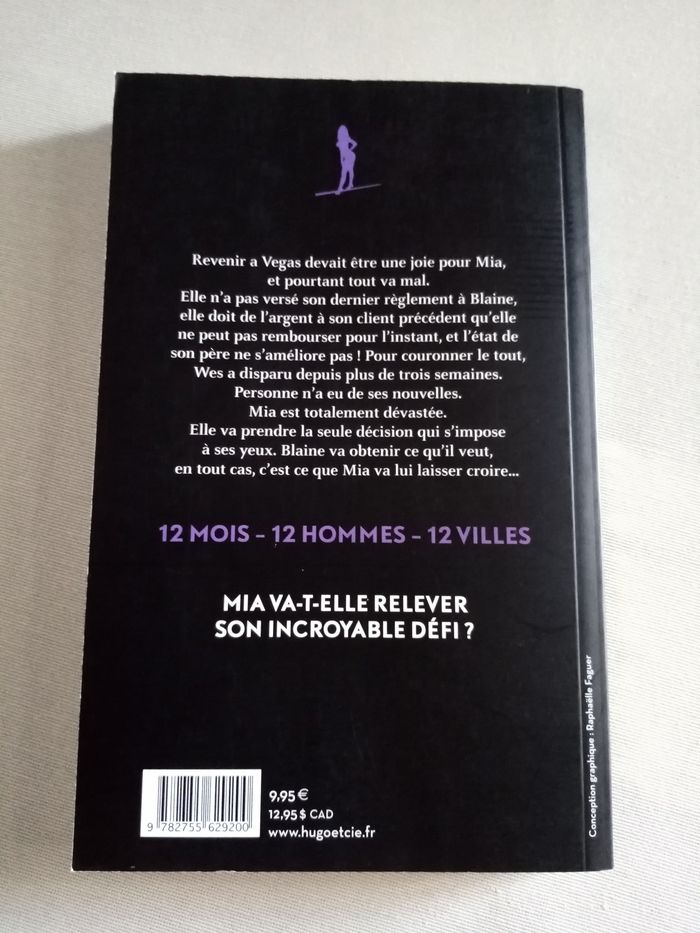 Revenir a Vegas devait être une joie pour Mia,
et pourtant tout va mal.
Elle n'a pas versé son dernier règlement à Blaine,
elle doit de l'argent à son client précédent qu'elle
ne peut pas rembourser pour l'instant, et l'état de
son père ne s'améliore pas ! Pour couronner le tout,
Wes a disparu depuis plus de trois semaines.
Personne n'a eu de ses nouvelles.
Mia est totalement dévastée.
Elle va prendre la seule décision qui s'impose
à ses yeux. Blaine va obtenir ce qu'il veut,
en tout cas, c'est ce que Mia va lui laisser croire...
12 MOIS – 12 HOMMES – 12 VILLES
MIA VA-T-ELLE RELEVER
SON INCROYABLE DÉFI ?
Conception graphique : Raphaëlle Faguer
9,95 €
12,95 $ CAD
www.hugoetcie.fr
9 782755 629200